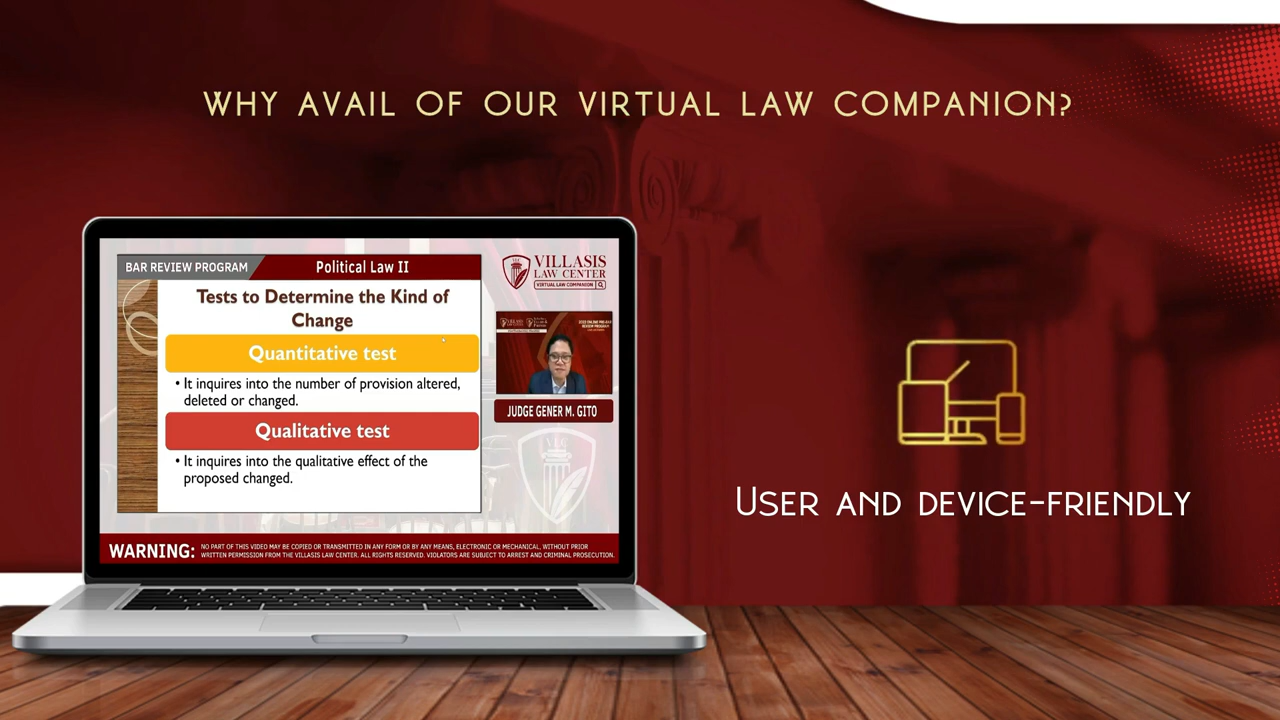 WHY AVAIL OF OUR VIRTUAL LAW COMPANION?
BAR REVIEW PROGRAM
Political Law II
Tests to Determine the Kind of
Change
Quantitative test
• It inquires into the number of provision altered,
deleted or changed.
Qualitative test
• It inquires into the qualitative effect of the
proposed changed.
VILLASIS
LAW CENTER
VIRTUAL LAW COMPANION
JUDGE GENER M. GITO
WARNING:
NO PART OF THIS VIDEO MAY BE COPIED OR TRANSMITTED IN ANY FORM OR BY ANY MEANS, ELECTRONIC OR MECHANICAL, WITHOUT PRIOR
WRITTEN PERMISSION FROM THE VILLASIS LAW CENTER. ALL RIGHTS RESERVED. VIOLATORS ARE SUBJECT TO ARREST AND CRIMINAL PROSECUTION.
USER AND DEVICE-FRIENDLY